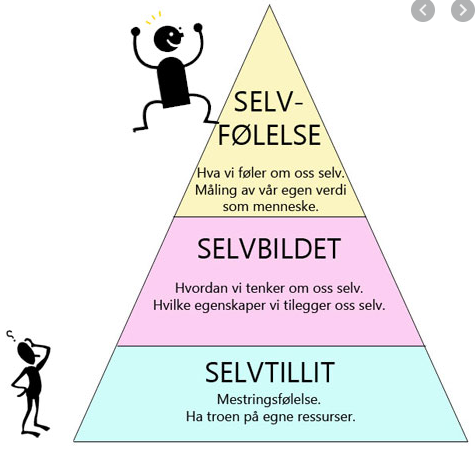 SELV-
FØLELSE
Hva vi føler om oss selv.
Måling av vår egen verdi
som menneske.
SELVBILDET
Hvordan vi tenker om oss selv.
Hvilke egenskaper vi tilegger oss selv.
?
SELVTILLIT
Mestringsfølelse.
Ha troen på egne ressurser.